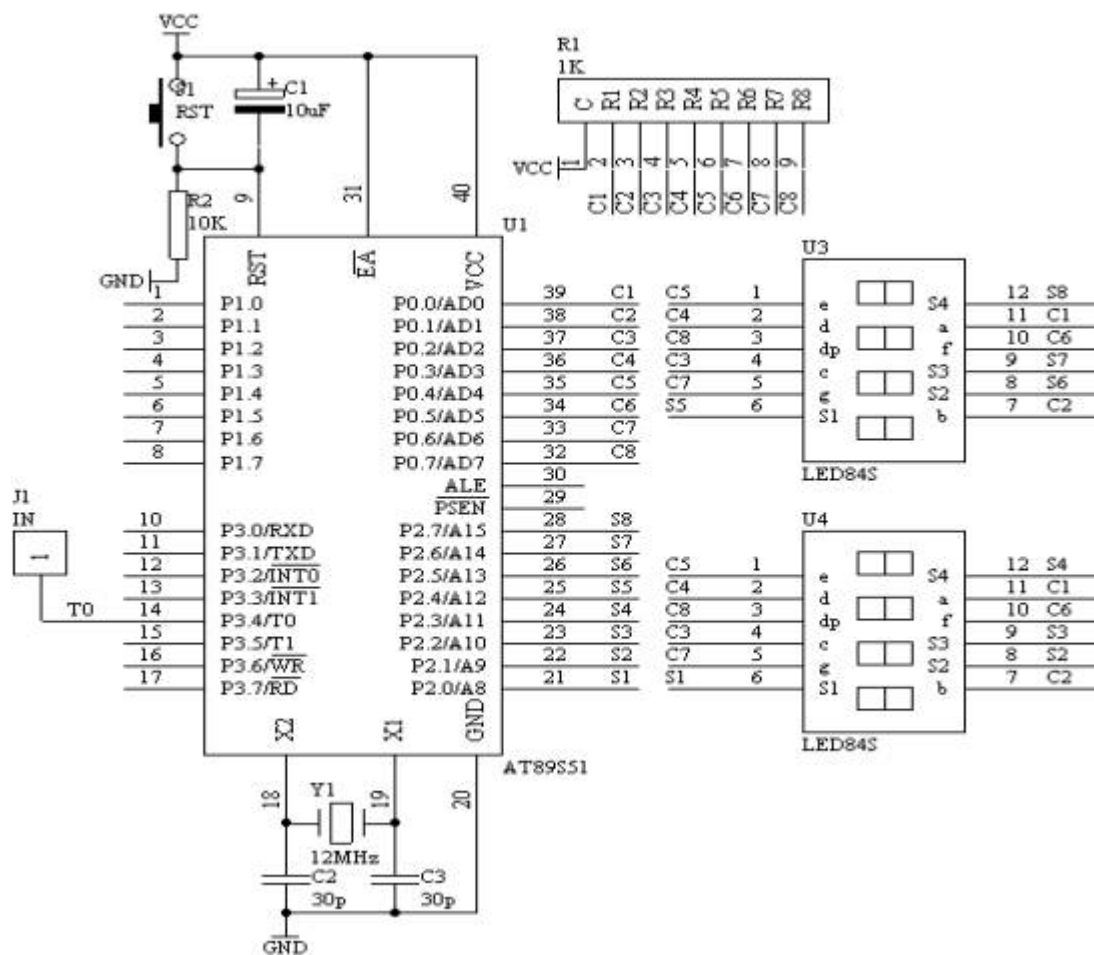 VCC
S1
RST
C1
10uF
R2
10K
GND
9
31
40
R1
1K
C R1 R2 R3 R4 R5 R6 R7 R8
VCC
1 2 3 4 5 6 7 8 9
C1 C2 C3 C4 C5 C6 C7 C8
U1
RST
EA
VCC
1 P1.0
2 P1.1
3 P1.2
4 P1.3
5 P1.4
6 P1.5
7 P1.6
8 P1.7
10 P3.0/RXD
11 P3.1/TXD
12 P3.2/INT0
13 P3.3/INT1
14 P3.4/T0
15 P3.5/T1
16 P3.6/WR
17 P3.7/RD
J1
IN
1
T0
P0.0/AD0 39 C1
P0.1/AD1 38 C2
P0.2/AD2 37 C3
P0.3/AD3 36 C4
P0.4/AD4 35 C5
P0.5/AD5 34 C6
P0.6/AD6 33 C7
P0.7/AD7 32 C8
ALE 30
PSEN 29
P2.7/A15 28 S8
P2.6/A14 27 S7
P2.5/A13 26 S6
P2.4/A12 25 S5
P2.3/A11 24 S4
P2.2/A10 23 S3
P2.1/A9 22 S2
P2.0/A8 21 S1
X2
X1
GND
AT89S51
18
19
20
Y1
12MHz
C2
30p
C3
30p
GND
U3
C5 1 e S4 12 S8
C4 2 d a 11 C1
C8 3 dp f 10 C6
C3 4 c S3 9 S7
C7 5 g S2 8 S6
S5 6 S1 b 7 C2
LED84S
U4
C5 1 e S4 12 S4
C4 2 d a 11 C1
C8 3 dp f 10 C6
C3 4 c S3 9 S3
C7 5 g S2 8 S2
S1 6 S1 b 7 C2
LED84S